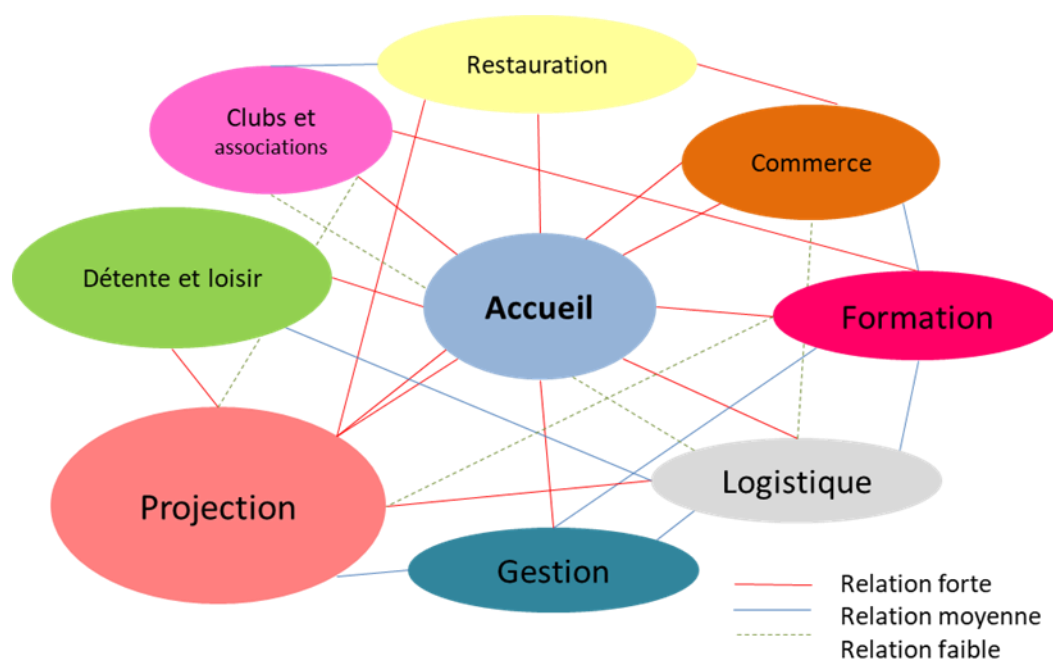 Restauration
Clubs et
associations
Commerce
Détente et loisir
Accueil
Formation
Projection
Logistique
Gestion
Relation forte
Relation moyenne
Relation faible